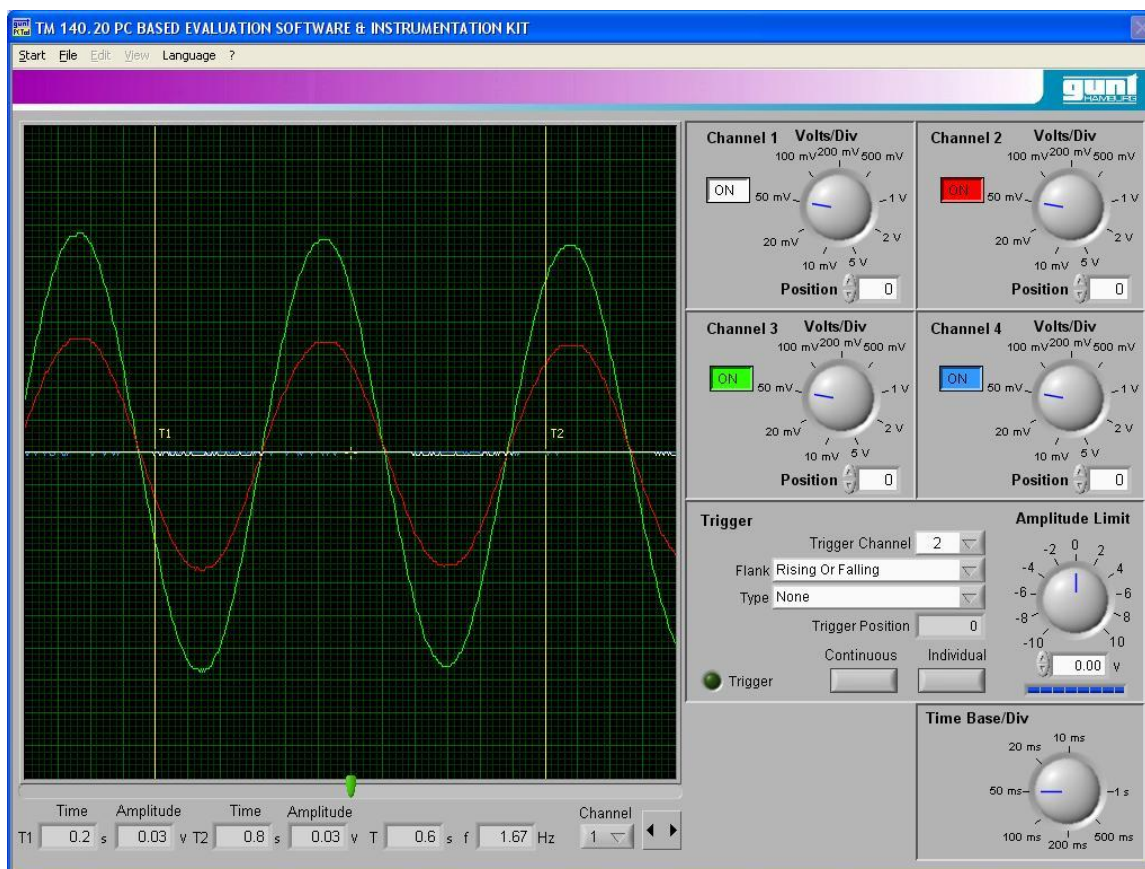 gunt PCTed TM 140.20 PC BASED EVALUATION SOFTWARE & INSTRUMENTATION KIT
Start File Edit View Language ?
gunt
HAMBURG
T1
T2
Channel 1 Volts/Div
100 mV 200 mV 500 mV
ON
50 mV 1 V
20 mV 2 V
10 mV 5 V
Position 0
Channel 2 Volts/Div
100 mV 200 mV 500 mV
ON
50 mV 1 V
20 mV 2 V
10 mV 5 V
Position 0
Channel 3 Volts/Div
100 mV 200 mV 500 mV
ON
50 mV 1 V
20 mV 2 V
10 mV 5 V
Position 0
Channel 4 Volts/Div
100 mV 200 mV 500 mV
ON
50 mV 1 V
20 mV 2 V
10 mV 5 V
Position 0
Trigger
Trigger Channel 2
Flank Rising Or Falling
Type None
Trigger Position 0
Continuous Individual
Trigger
Amplitude Limit
-2 0 2
-4 4
-6 6
-8 8
-10 10
0.00 v
Time Base/Div
20 ms 10 ms
50 ms 1 s
100 ms 200 ms 500 ms
Time Amplitude Time Amplitude Channel
T1 0.2 s 0.03 v T2 0.8 s 0.03 v T 0.6 s f 1.67 Hz 1